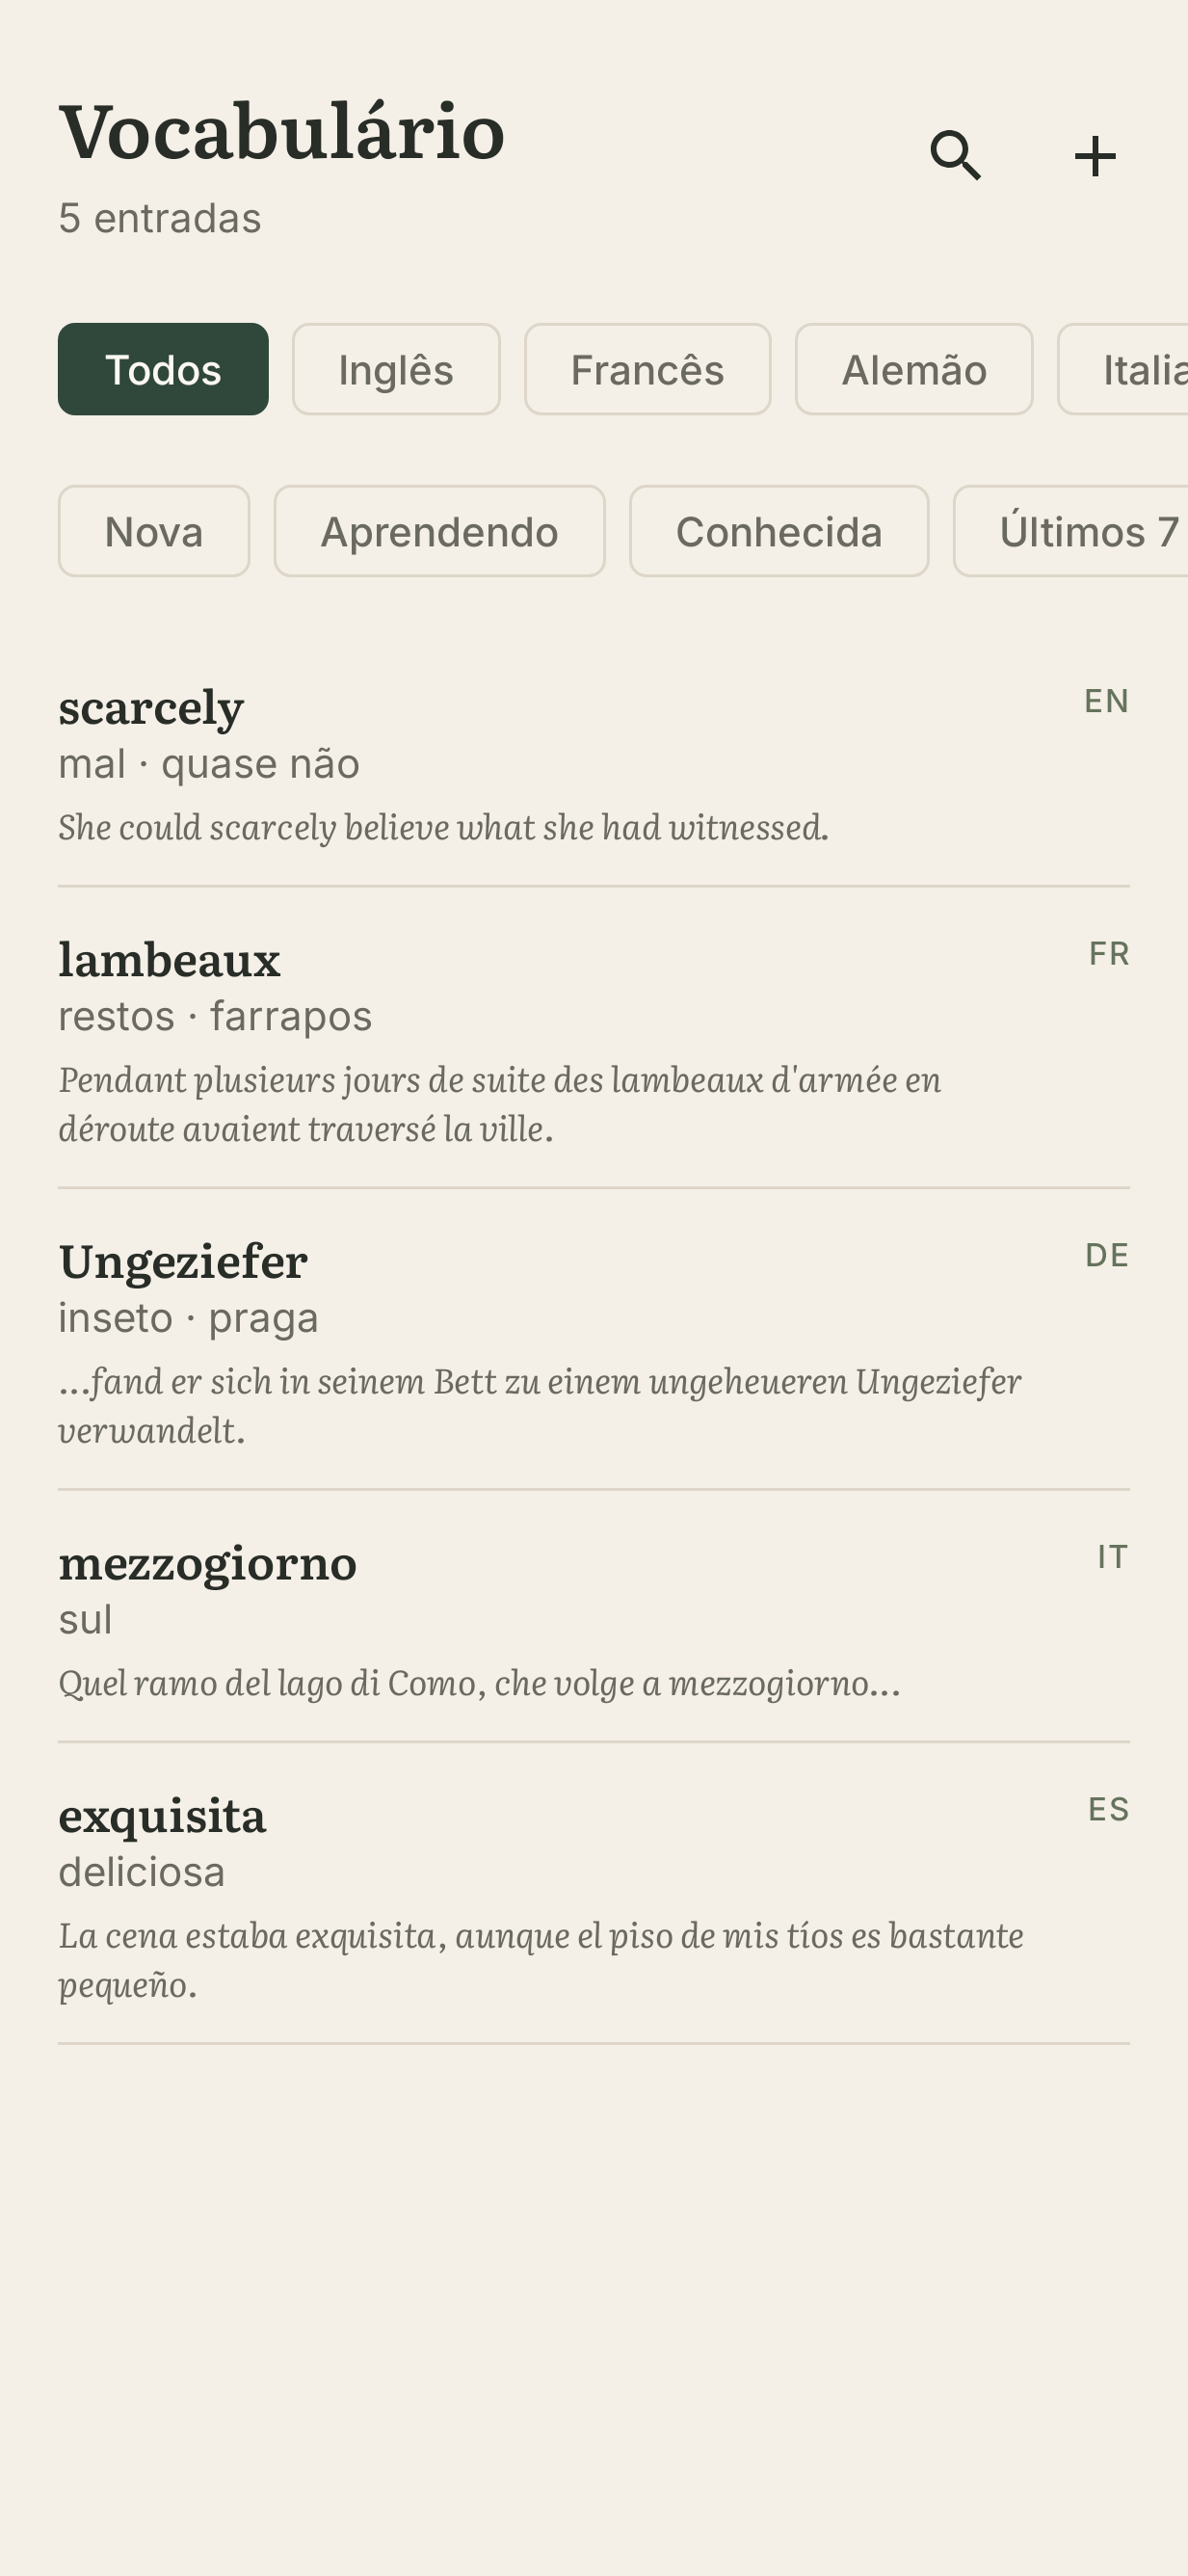 Vocabulário
5 entradas
Todos
Inglês
Francês
Alemão
Italia
Nova
Aprendendo
Conhecida
Últimos 7
scarcely
EN
mal · quase não
She could scarcely believe what she had witnessed.
lambeaux
FR
restos · farrapos
Pendant plusieurs jours de suite des lambeaux d'armée en
déroute avaient traversé la ville.
Ungeziefer
DE
inseto · praga
...fand er sich in seinem Bett zu einem ungeheueren Ungeziefer
verwandelt.
mezzogiorno
IT
sul
Quel ramo del lago di Como, che volge a mezzogiorno...
exquisita
ES
deliciosa
La cena estaba exquisita, aunque el piso de mis tíos es bastante
pequeño.